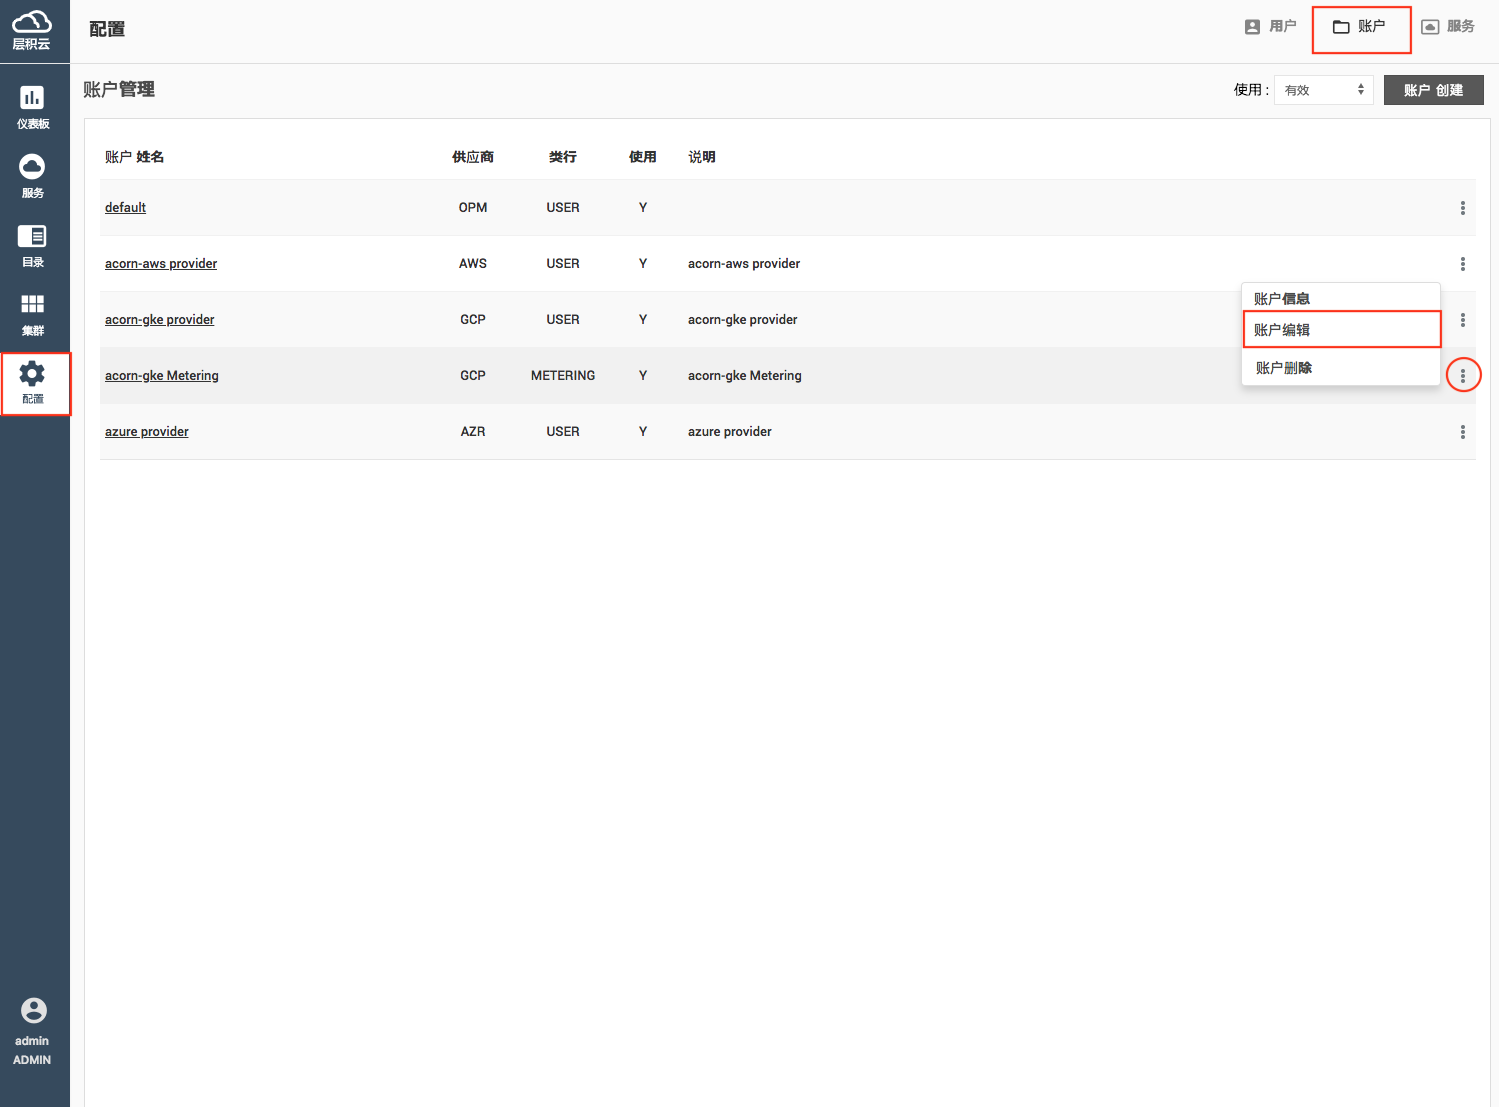 层积云
配置
用户
账户
服务
仪表板
服务
目录
集群
配置
admin
ADMIN
账户管理
使用 :
有效
账户 创建
账户 姓名 供应商 类行 使用 说明
default OPM USER Y
acorn-aws provider AWS USER Y acorn-aws provider
acorn-gke provider GCP USER Y acorn-gke provider
acorn-gke Metering GCP METERING Y acorn-gke Metering
azure provider AZR USER Y azure provider
账户信息
账户编辑
账户删除